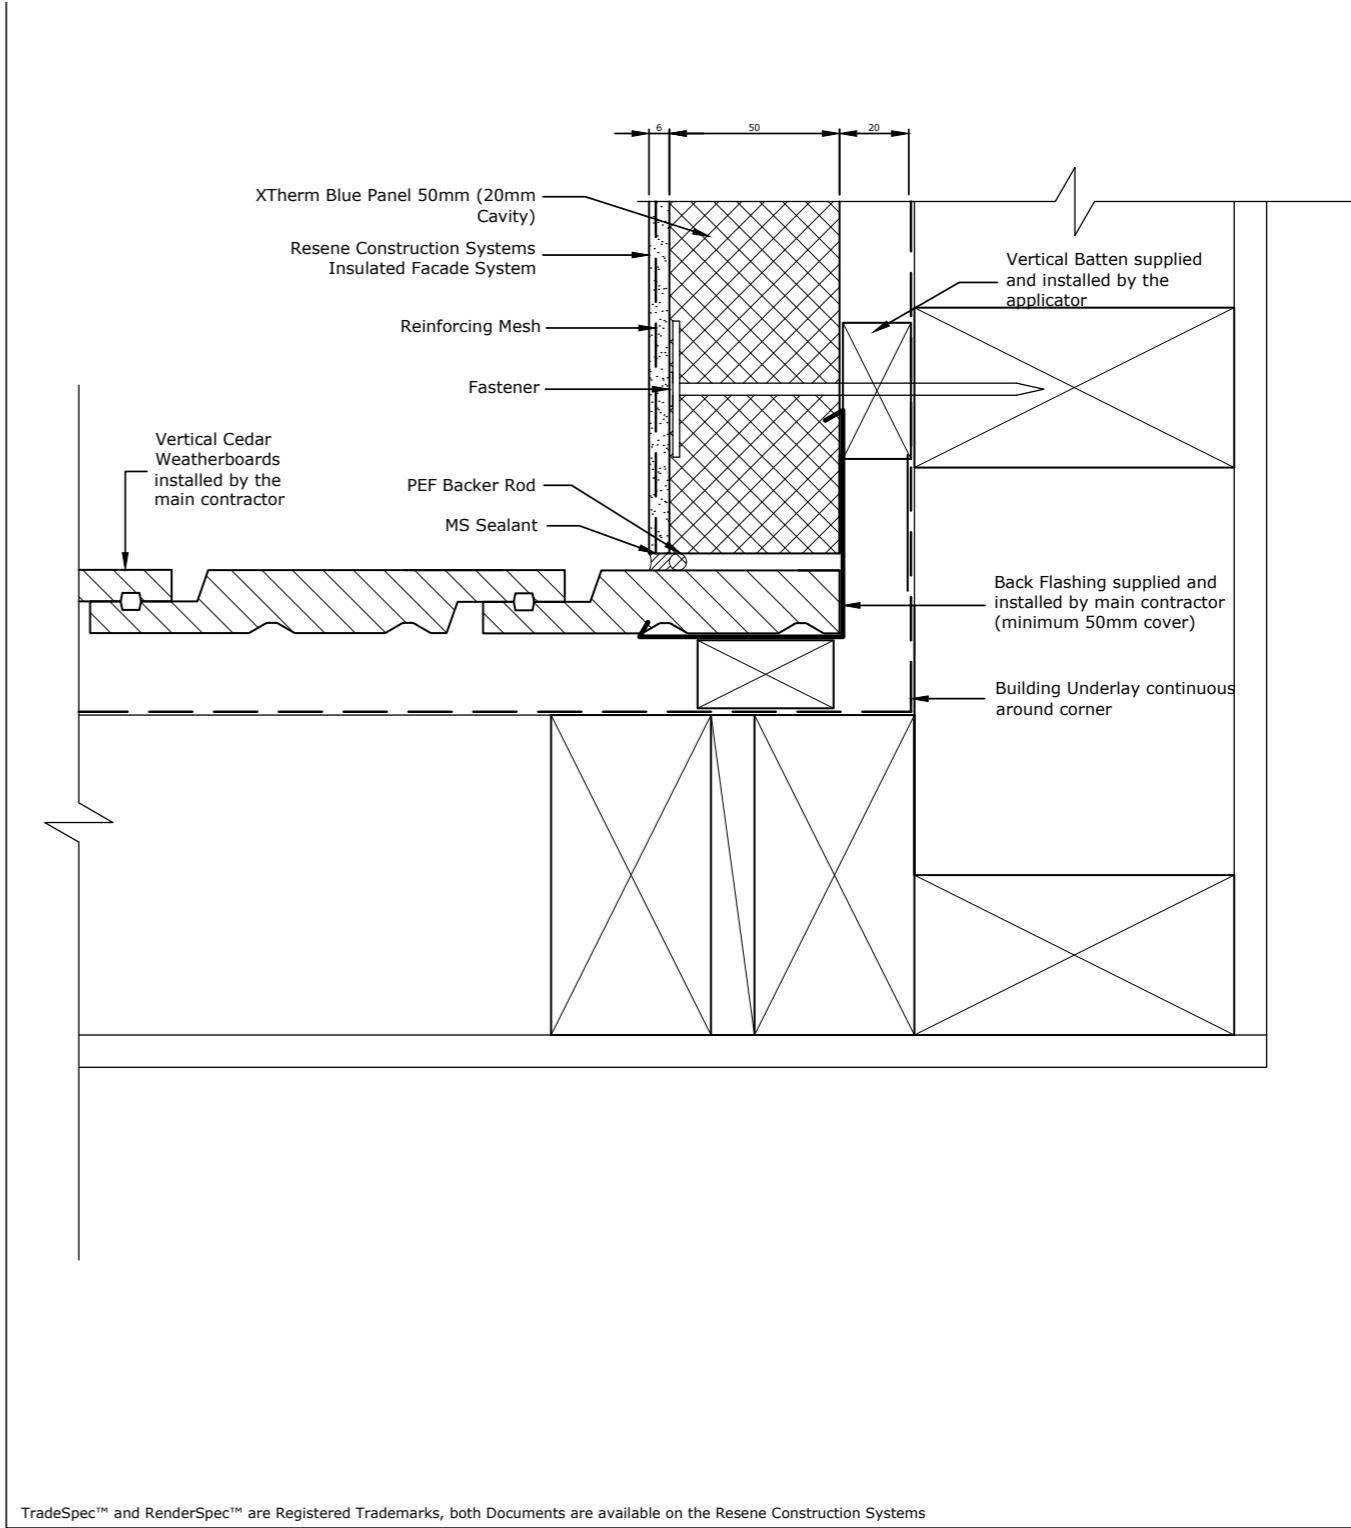 6
50
20
XTherm Blue Panel 50mm (20mm
Cavity)
Resene Construction Systems
Insulated Facade System
Vertical Batten supplied
and installed by the
applicator
Reinforcing Mesh
Fastener
Vertical Cedar
Weatherboards
installed by the
main contractor
PEF Backer Rod
MS Sealant
Back Flashing supplied and
installed by main contractor
(minimum 50mm cover)
Building Underlay continuous
around corner
TradeSpec™ and RenderSpec™ are Registered Trademarks, both Documents are available on the Resene Construction Systems